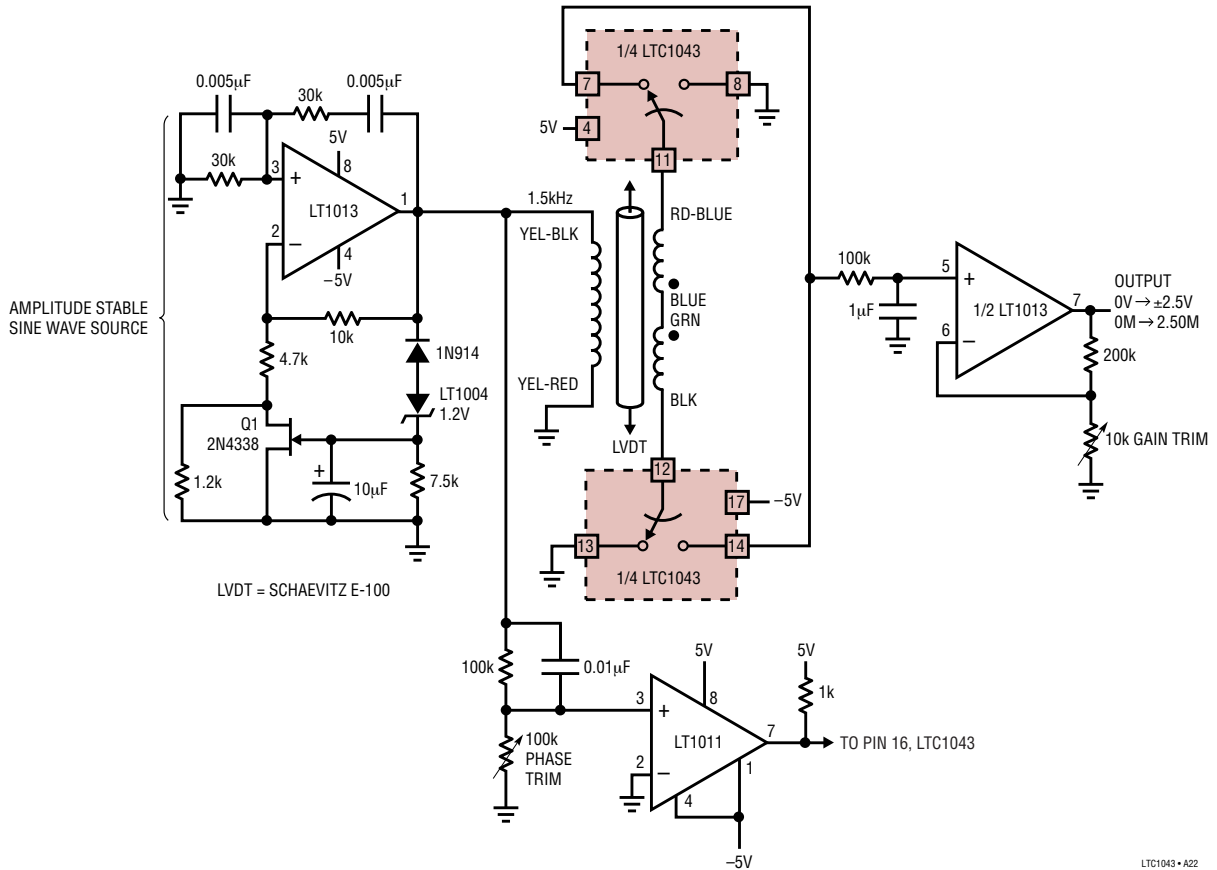 1/4 LTC1043
7
8
5V
4
11
0.005µF
0.005µF
30k
5V
30k
3
8
+
LT1013
1
2
–
4
–5V
1.5kHz
YEL-BLK
RD-BLUE
BLUE
GRN
100k
5
+
7
OUTPUT
0V → ±2.5V
0M → 2.50M
1µF
1/2 LT1013
6
–
200k
AMPLITUDE STABLE
SINE WAVE SOURCE
10k
4.7k
1N914
YEL-RED
BLK
LT1004
1.2V
Q1
2N4338
LVDT
10k GAIN TRIM
12
1.2k
+
10µF
7.5k
17
–5V
13
14
1/4 LTC1043
LVDT = SCHAEVITZ E-100
100k
0.01µF
5V
5V
8
1k
3
+
7
LT1011
TO PIN 16, LTC1043
100k
PHASE
TRIM
2
–
1
4
–5V
LTC1043 • A22